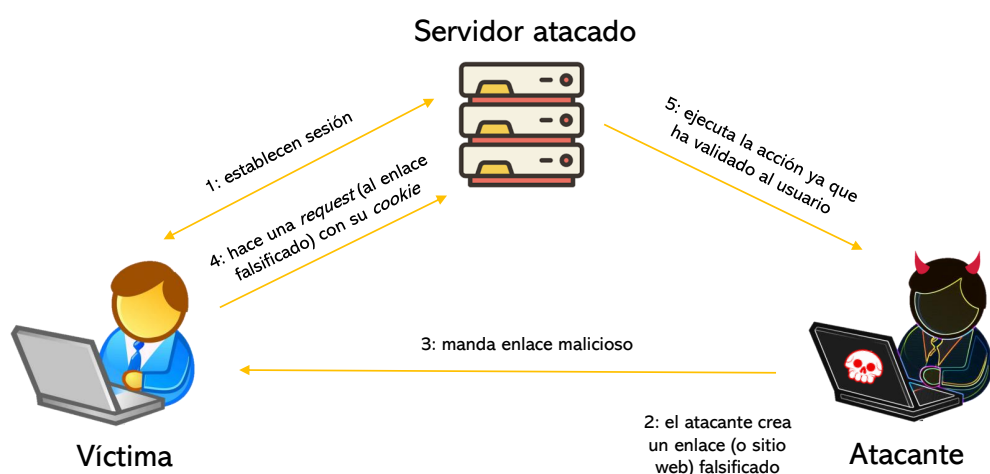 Servidor atacado
1: establecen sesión
4: hace una request (al enlace
falsificado) con su cookie
5: ejecuta la acción ya que
ha validado al usuario
3: manda enlace malicioso
2: el atacante crea
un enlace (o sitio
web) falsificado
Víctima
Atacante